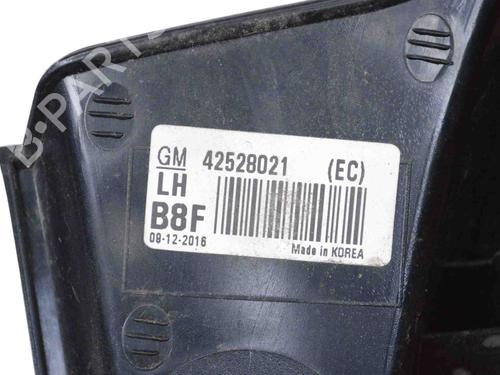 B-PARTS
GM 42528021 (EC)
LH
B8F
09-12-2016 Made in KOREA